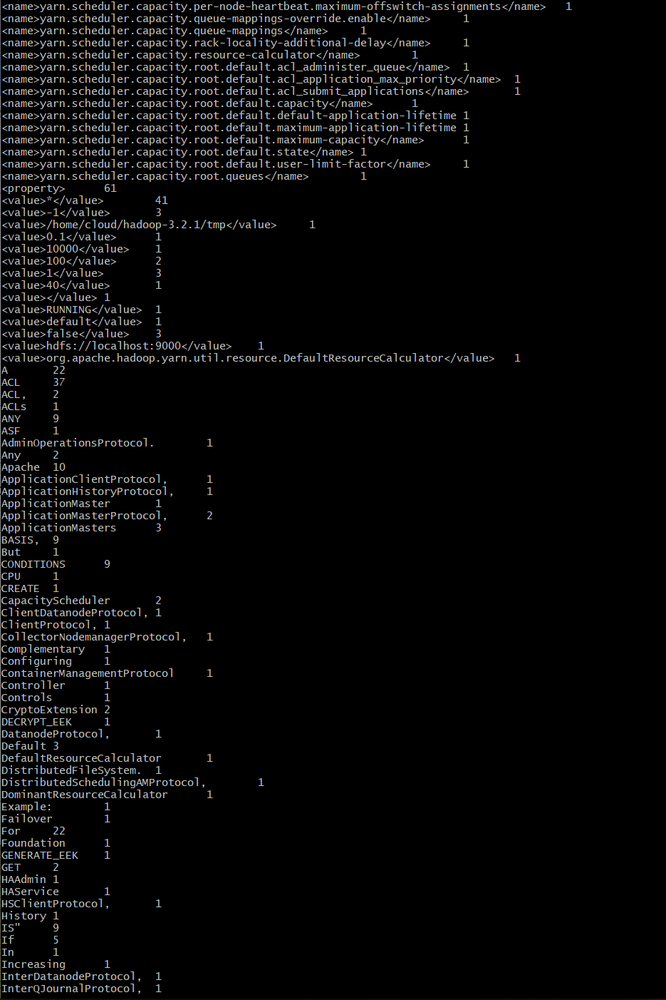 <name>yarn.scheduler.capacity.per-node-heartbeat.maximum-offswitch-assignments</name>	1
<name>yarn.scheduler.capacity.queue-mappings-override.enable</name>	1
<name>yarn.scheduler.capacity.queue-mappings</name>	1
<name>yarn.scheduler.capacity.rack-locality-additional-delay</name>	1
<name>yarn.scheduler.capacity.resource-calculator</name>	1
<name>yarn.scheduler.capacity.root.default.acl_administer_queue</name>	1
<name>yarn.scheduler.capacity.root.default.acl_application_max_priority</name>	1
<name>yarn.scheduler.capacity.root.default.acl_submit_applications</name>	1
<name>yarn.scheduler.capacity.root.default.capacity</name>	1
<name>yarn.scheduler.capacity.root.default.default-application-lifetime	1
<name>yarn.scheduler.capacity.root.default.maximum-application-lifetime	1
<name>yarn.scheduler.capacity.root.default.maximum-capacity</name>	1
<name>yarn.scheduler.capacity.root.default.state</name>	1
<name>yarn.scheduler.capacity.root.default.user-limit-factor</name>	1
<name>yarn.scheduler.capacity.root.queues</name>	1
<property>	61
<value>*</value>	41
<value>-1</value>	3
<value>/home/cloud/hadoop-3.2.1/tmp</value>	1
<value>0.1</value>	1
<value>10000</value>	1
<value>100</value>	2
<value>1</value>	3
<value>40</value>	1
<value></value>	1
<value>RUNNING</value>	1
<value>default</value>	1
<value>false</value>	3
<value>hdfs://localhost:9000</value>	1
<value>org.apache.hadoop.yarn.util.resource.DefaultResourceCalculator</value>	1
A	22
ACL	37
ACL,	2
ACLs	1
ANY	9
ASF	1
AdminOperationsProtocol.	1
Any	2
Apache	10
ApplicationClientProtocol,	1
ApplicationHistoryProtocol,	1
ApplicationMaster	1
ApplicationMasterProtocol,	2
ApplicationMasters	3
BASIS,	9
But	1
CONDITIONS	9
CPU	1
CREATE	1
CapacityScheduler	2
ClientDatanodeProtocol,	1
ClientProtocol,	1
CollectorNodemanagerProtocol,	1
Complementary	1
Configuring	1
ContainerManagementProtocol	1
Controller	1
Controls	1
CryptoExtension	2
DECRYPT_EEK	1
DatanodeProtocol,	1
Default	3
DefaultResourceCalculator	1
DistributedFileSystem.	1
DistributedSchedulingAMProtocol,	1
DominantResourceCalculator	1
Example:	1
Failover	1
For	22
Foundation	1
GENERATE_EEK	1
GET	2
HAAdmin	1
HAService	1
HSClientProtocol,	1
History	1
IS"	9
If	5
In	1
Increasing	1
InterDatanodeProtocol,	1
InterQJournalProtocol,	1